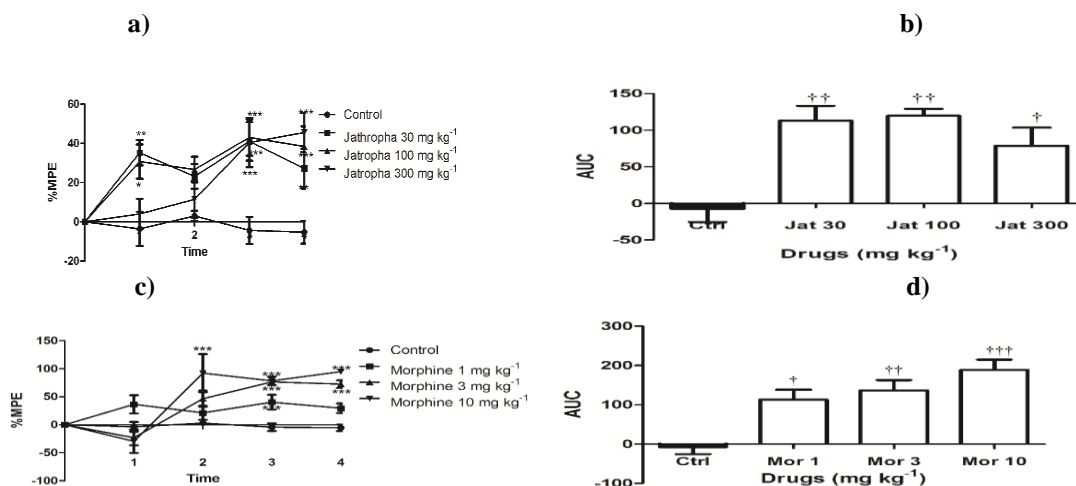 a)
60
40
20
0
-20
%MPE
**
*
***
***
***
***
***
**
2
Time
Control
Jathropha 30 mg kg-1
Jatropha 100 mg kg-1
Jatropha 300 mg kg-1
b)
150
100
50
0
-50
AUC
††
††
†
Ctrl
Jat 30
Jat 100
Jat 300
Drugs (mg kg-1)
c)
150
100
50
0
-50
-100
%MPE
***
***
***
***
***
***
1
2
3
4
Time
Control
Morphine 1 mg kg-1
Morphine 3 mg kg-1
Morphine 10 mg kg-1
d)
300
200
100
0
-100
AUC
†
††
†††
Ctrl
Mor 1
Mor 3
Mor 10
Drugs (mg kg-1)